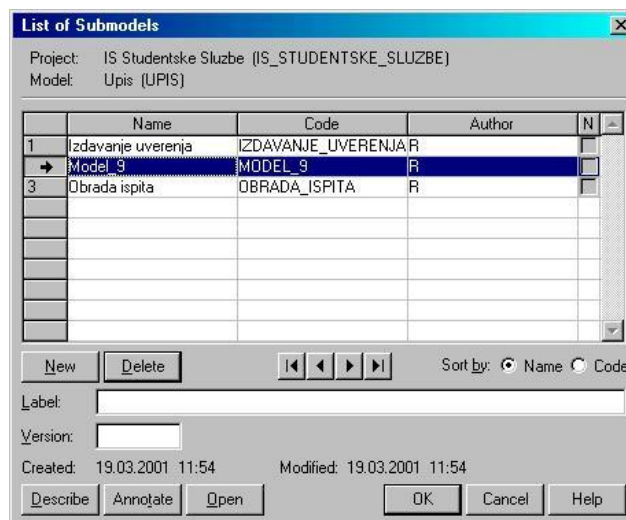 List of Submodels
Project: IS Studentske Sluzbe (IS_STUDENTSKE_SLUZBE)
Model: Upis (UPIS)
Name Code Author N
1 Izdavanje uverenja IZDAVANJE_UVERENJA R
Model_9 MODEL_9 R
3 Obrada ispita OBRADA_ISPITA R
New Delete Sort by: Name Code
Label:
Version:
Created: 19.03.2001 11:54 Modified: 19.03.2001 11:54
Describe Annotate Open OK Cancel Help